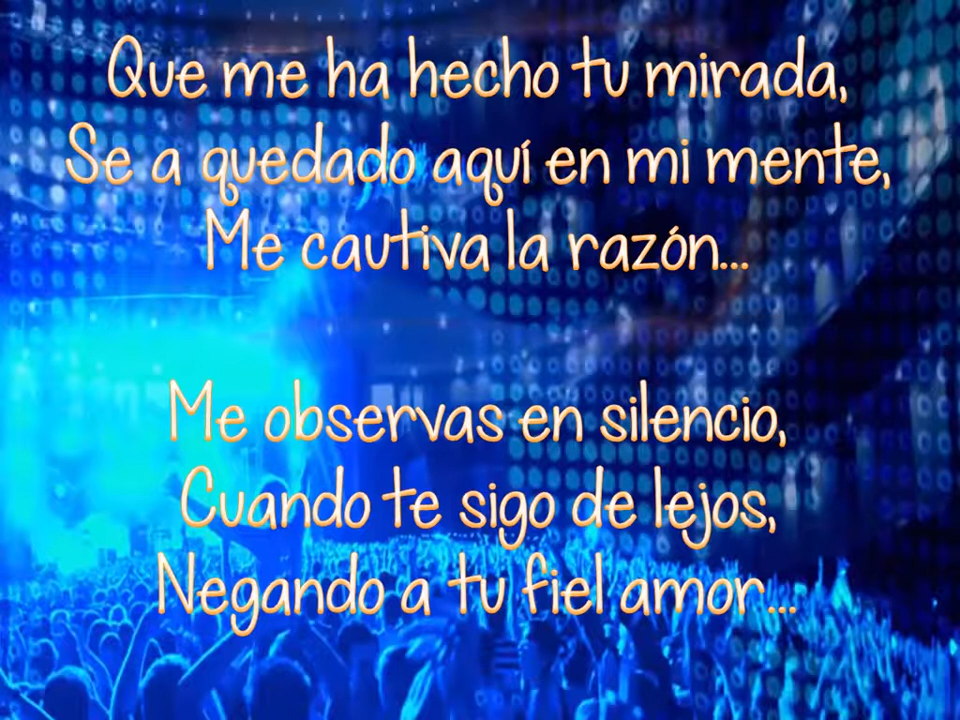 Que me ha hecho tu mirada,
Se a quedado aquí en mi mente,
Me cautiva la razón...
Me observas en silencio,
Cuando te sigo de lejos,
Negando a tu fiel amor...